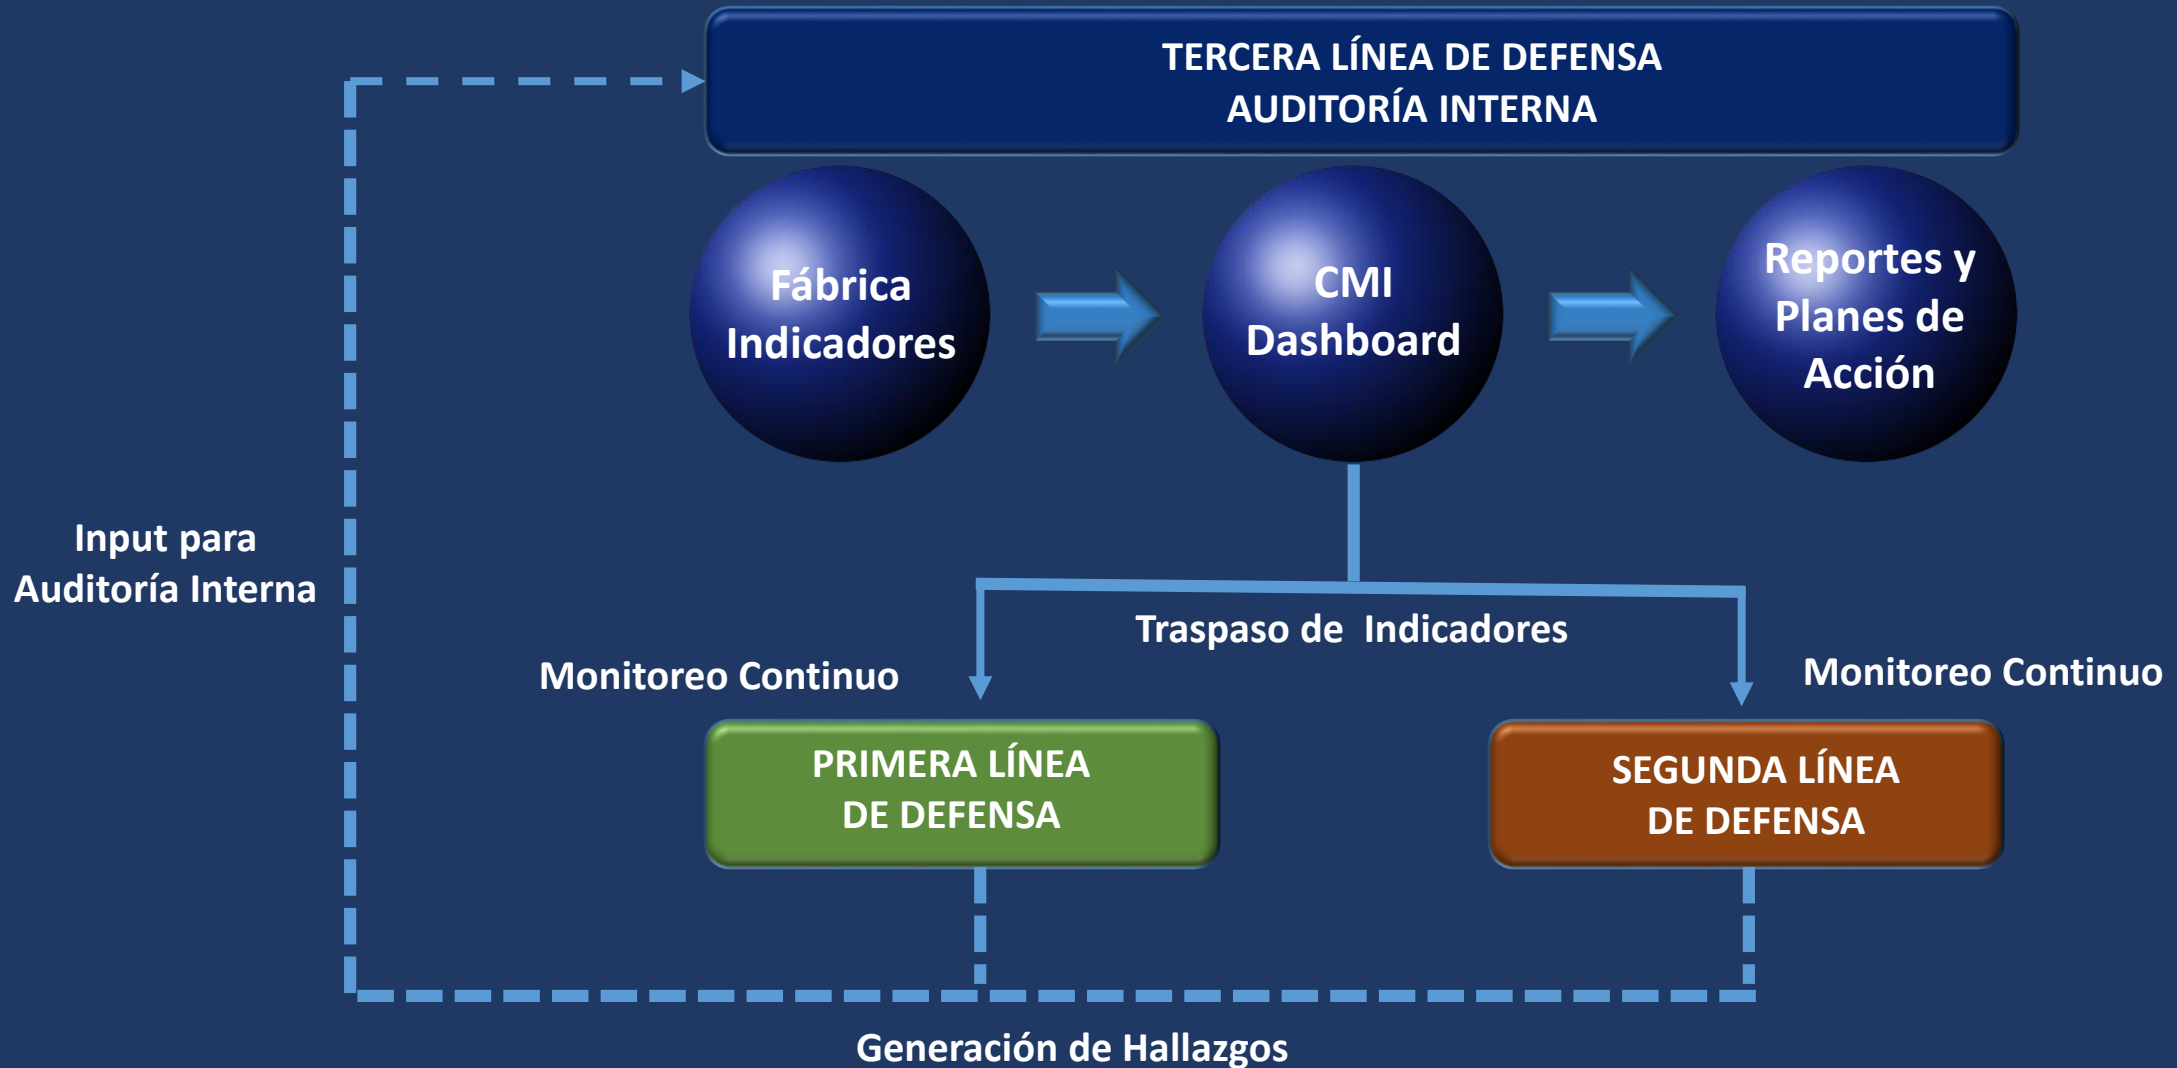 TERCERA LÍNEA DE DEFENSA
AUDITORÍA INTERNA
Fábrica
Indicadores
CMI
Dashboard
Reportes y
Planes de
Acción
Input para
Auditoría Interna
Traspaso de  Indicadores
Monitoreo Continuo
Monitoreo Continuo
PRIMERA LÍNEA
DE DEFENSA
SEGUNDA LÍNEA
DE DEFENSA
Generación de Hallazgos